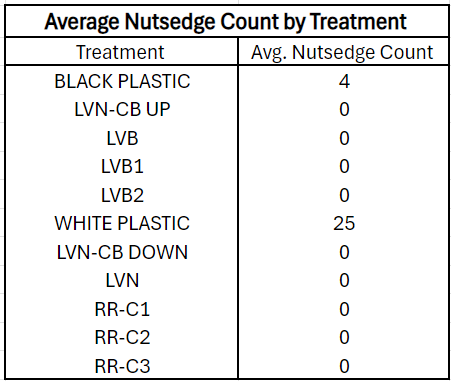 Average Nutsedge Count by Treatment
Treatment Avg. Nutsedge Count
BLACK PLASTIC 4
LVN-CB UP 0
LVB 0
LVB1 0
LVB2 0
WHITE PLASTIC 25
LVN-CB DOWN 0
LVN 0
RR-C1 0
RR-C2 0
RR-C3 0